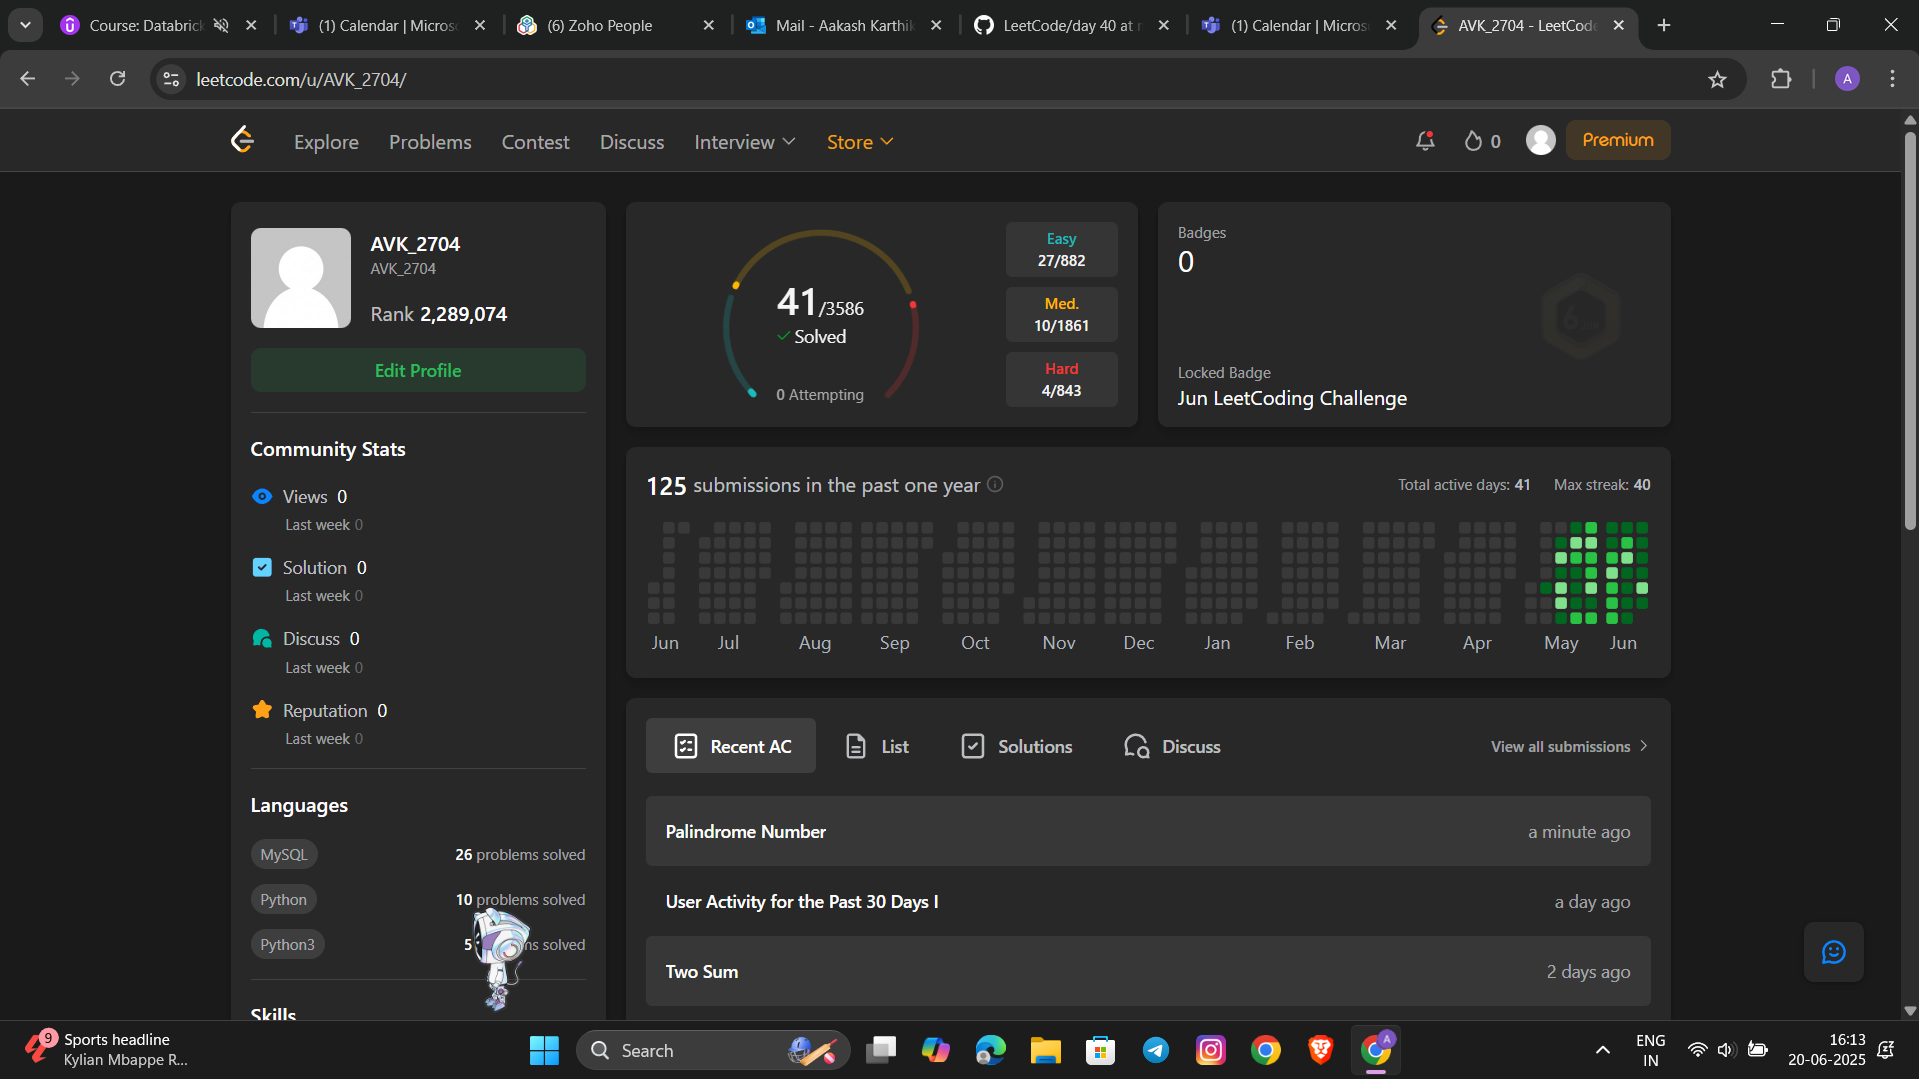 Course: Databrick
(1) Calendar | Micros
(6) Zoho People
Mail - Aakash Karthik
LeetCode/day 40 at
(1) Calendar | Micros
AVK_2704 - LeetCode
leetcode.com/u/AVK_2704/
A
Explore
Problems
Contest
Discuss
Interview
Store
0
Premium
AVK_2704
AVK_2704
Rank 2,289,074
Edit Profile
Community Stats
Views 0
Last week 0
Solution 0
Last week 0
Discuss 0
Last week 0
Reputation 0
Last week 0
Languages
MySQL
26 problems solved
Python
10 problems solved
Python3
5 ms solved
Skills
41/3586
Solved
0 Attempting
Easy
27/882
Med.
10/1861
Hard
4/843
Badges
0
Locked Badge
Jun LeetCoding Challenge
125 submissions in the past one year
Total active days: 41
Max streak: 40
Jun Jul Aug Sep Oct Nov Dec Jan Feb Mar Apr May Jun
Recent AC
List
Solutions
Discuss
View all submissions
Palindrome Number
a minute ago
User Activity for the Past 30 Days I
a day ago
Two Sum
2 days ago
9
Sports headline
Kylian Mbappe R...
Search
A
ENG
IN
16:13
20-06-2025